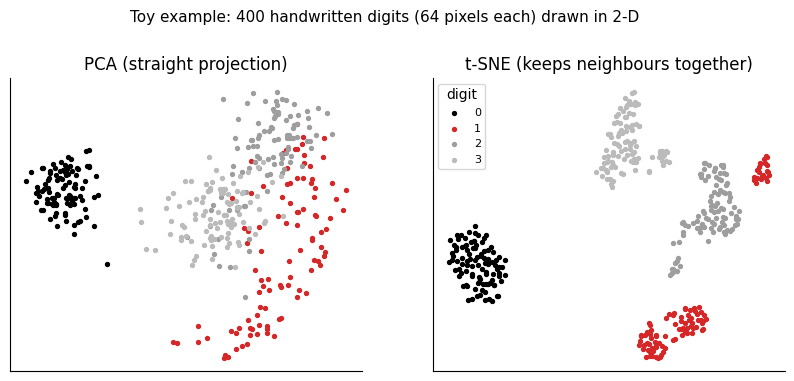 Toy example: 400 handwritten digits (64 pixels each) drawn in 2-D
PCA (straight projection)
t-SNE (keeps neighbours together)
digit
0
1
2
3